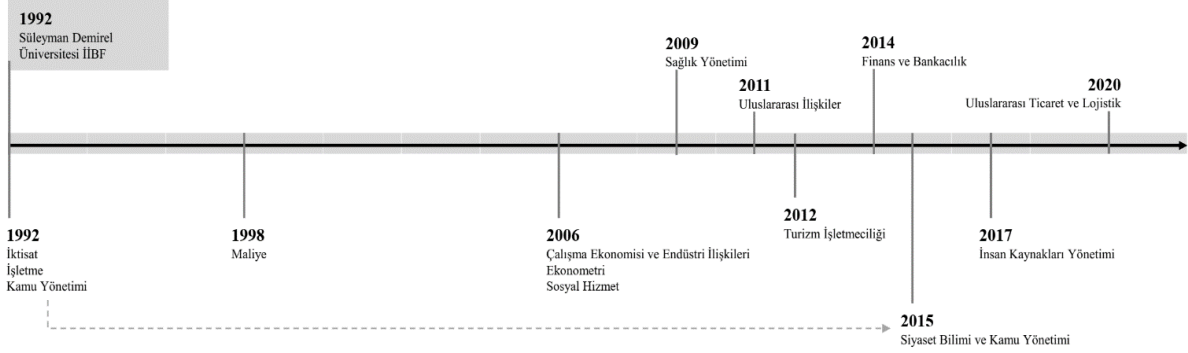 1992
Süleyman Demirel
Üniversitesi İİBF
2009
Sağlık Yönetimi
2011
Uluslararası İlişkiler
2014
Finans ve Bankacılık
2020
Uluslararası Ticaret ve Lojistik
1992
İktisat
İşletme
Kamu Yönetimi
1998
Maliye
2006
Çalışma Ekonomisi ve Endüstri İlişkileri
Ekonometri
Sosyal Hizmet
2012
Turizm İşletmeciliği
2015
Siyaset Bilimi ve Kamu Yönetimi
2017
İnsan Kaynakları Yönetimi